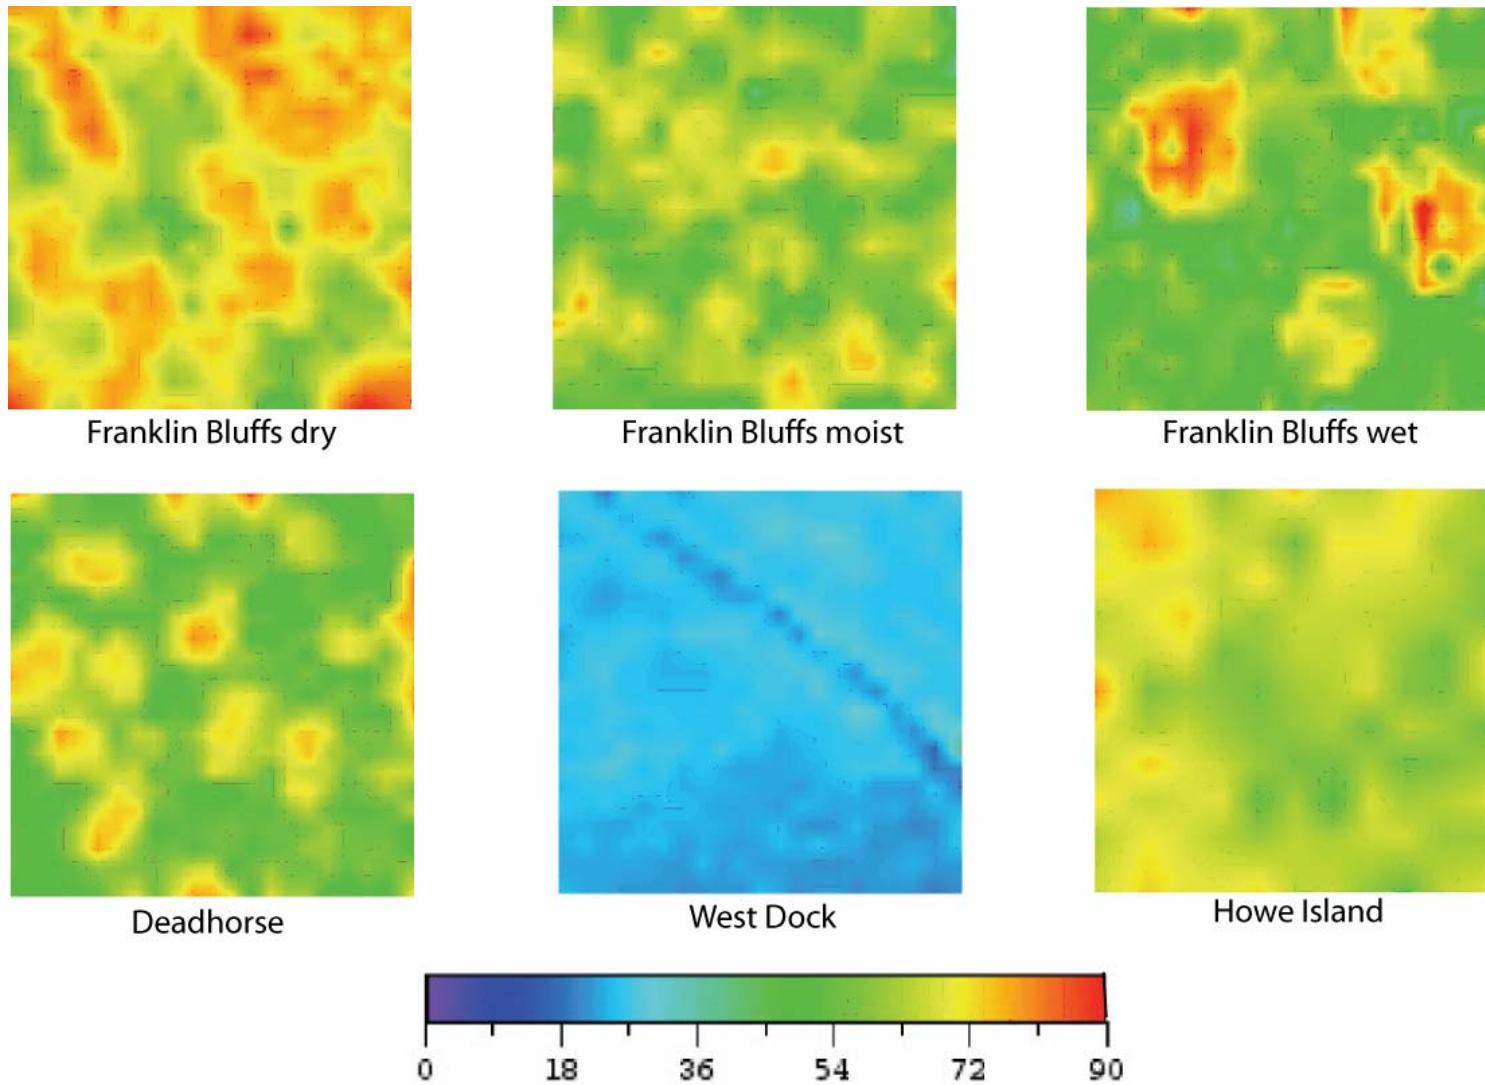 Franklin Bluffs dry
Franklin Bluffs moist
Franklin Bluffs wet
Deadhorse
West Dock
Howe Island
0 18 36 54 72 90